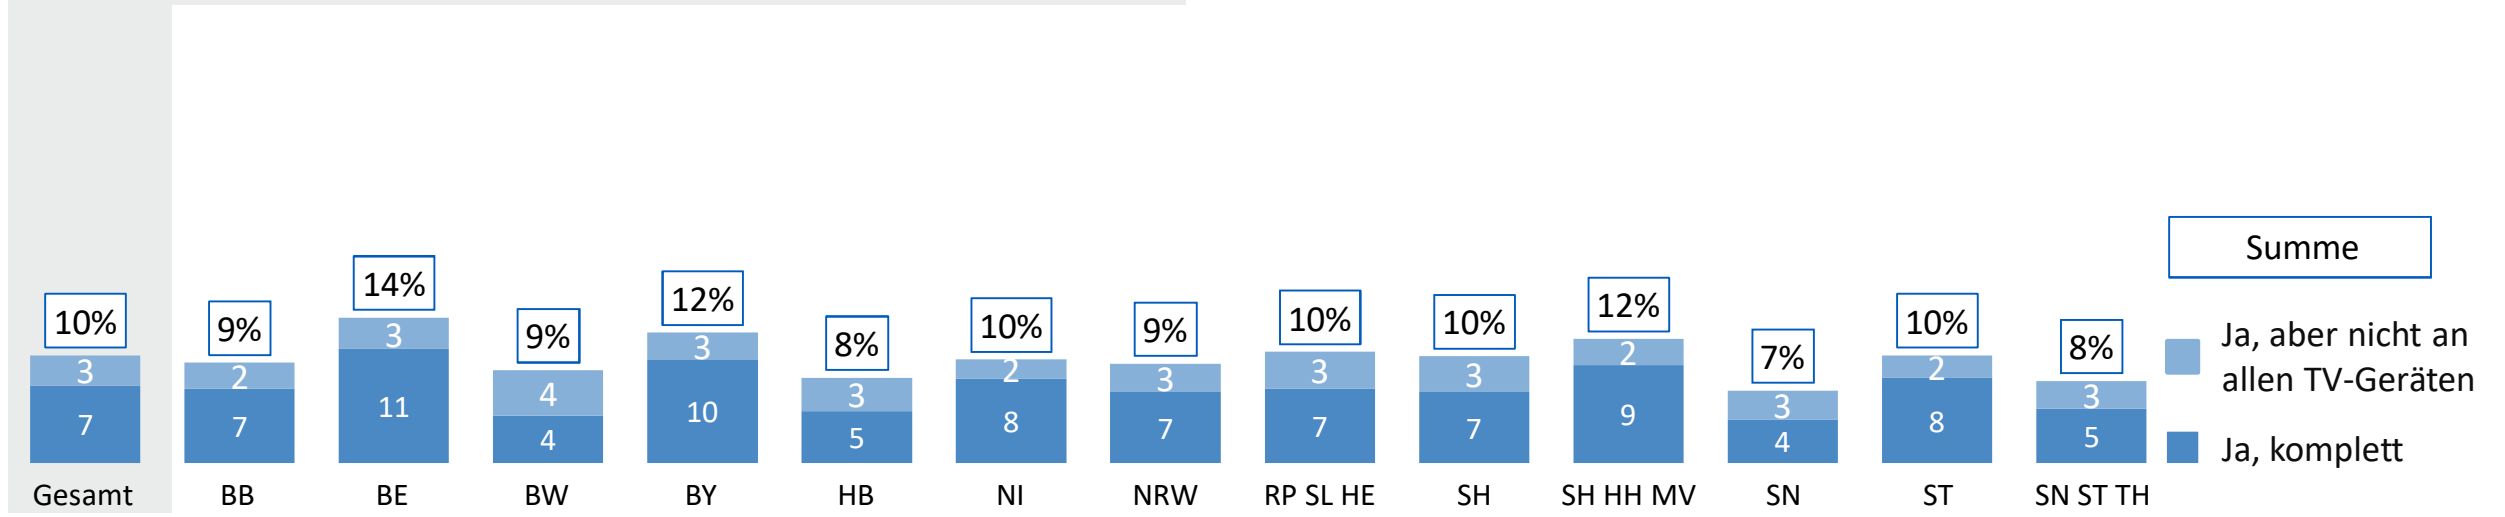 14%
12%
12%
10%
9%
9%
8%
10%
9%
10%
10%
7%
10%
8%
3
2
3
4
3
3
2
3
3
3
2
3
2
3
7
7
11
4
10
5
8
7
7
7
9
4
8
5
Gesamt
BB
BE
BW
BY
HB
NI
NRW
RP SL HE
SH
SH HH MV
SN
ST
SN ST TH
Summe
Ja, aber nicht an
allen TV-Geräten
Ja, komplett